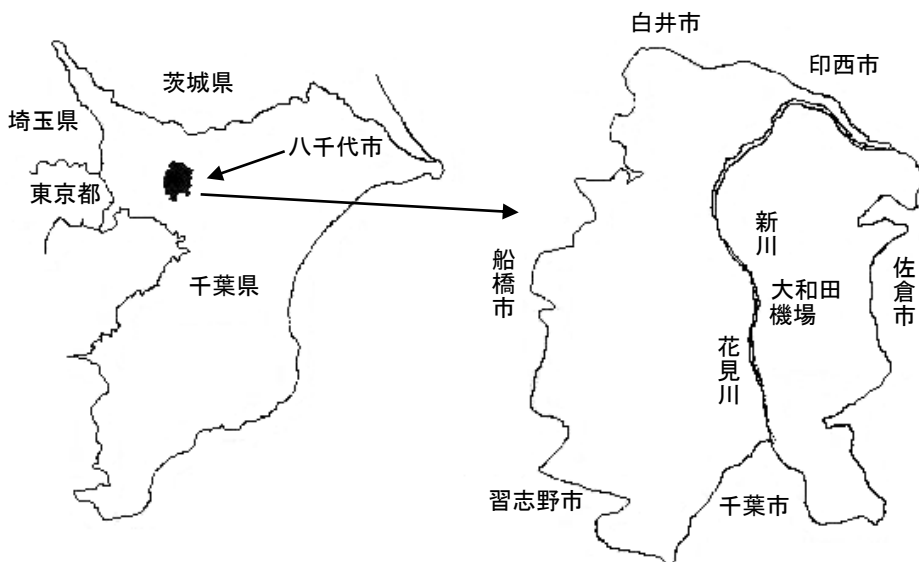 茨城県
埼玉県
八千代市
東京都
千葉県
白井市
印西市
船橋市
新川
大和田
機場
佐倉市
花見川
習志野市
千葉市